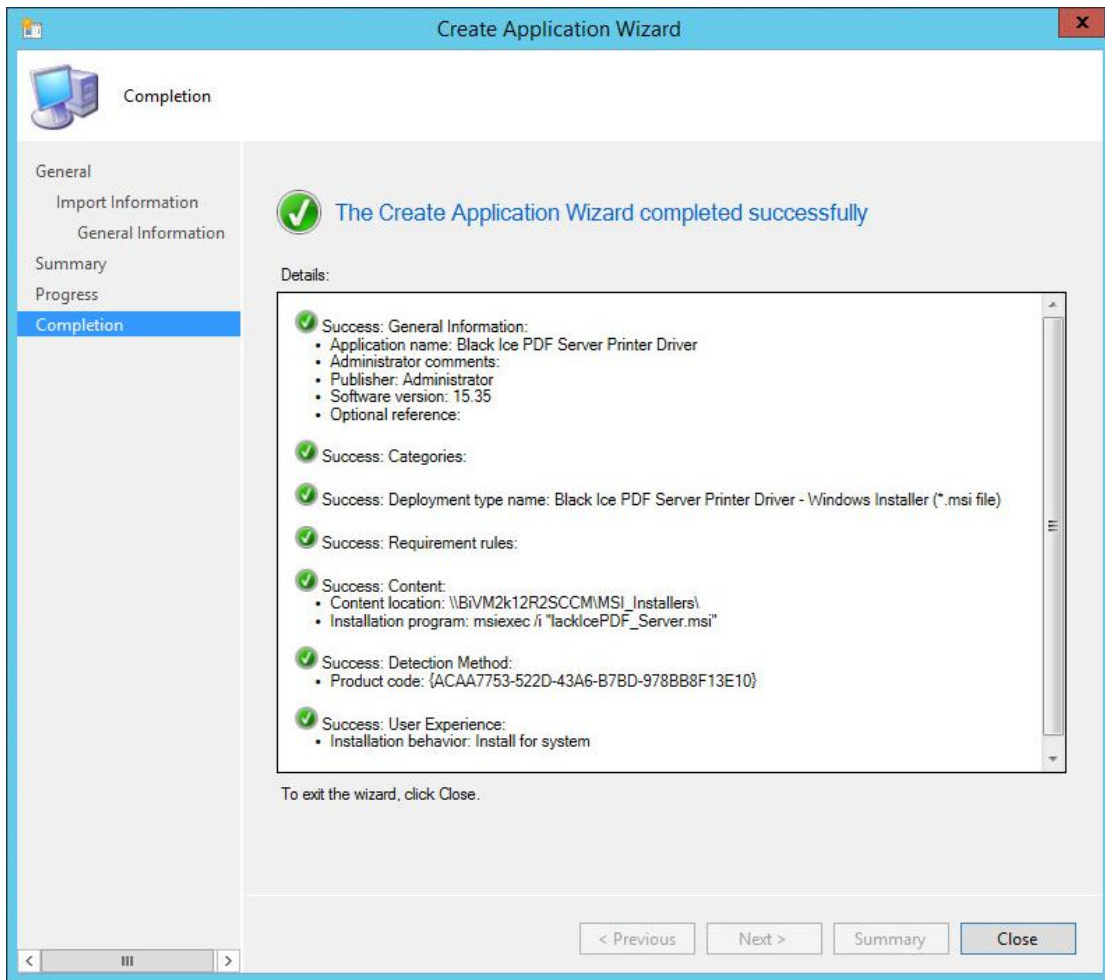 Create Application Wizard
x
Completion
General
Import Information
General Information
Summary
Progress
Completion
The Create Application Wizard completed successfully
Details:
Success: General Information:
• Application name: Black Ice PDF Server Printer Driver
• Administrator comments:
• Publisher: Administrator
• Software version: 15.35
• Optional reference:
Success: Categories:
Success: Deployment type name: Black Ice PDF Server Printer Driver - Windows Installer (*.msi file)
Success: Requirement rules:
Success: Content:
• Content location: \\BiVM2k12R2SCCM\MSI_Installers\
• Installation program: msiexec /i "lackIcePDF_Server.msi"
Success: Detection Method:
• Product code: {ACAA7753-522D-43A6-B7BD-978BB8F13E10}
Success: User Experience:
• Installation behavior: Install for system
To exit the wizard, click Close.
< Previous
Next >
Summary
Close